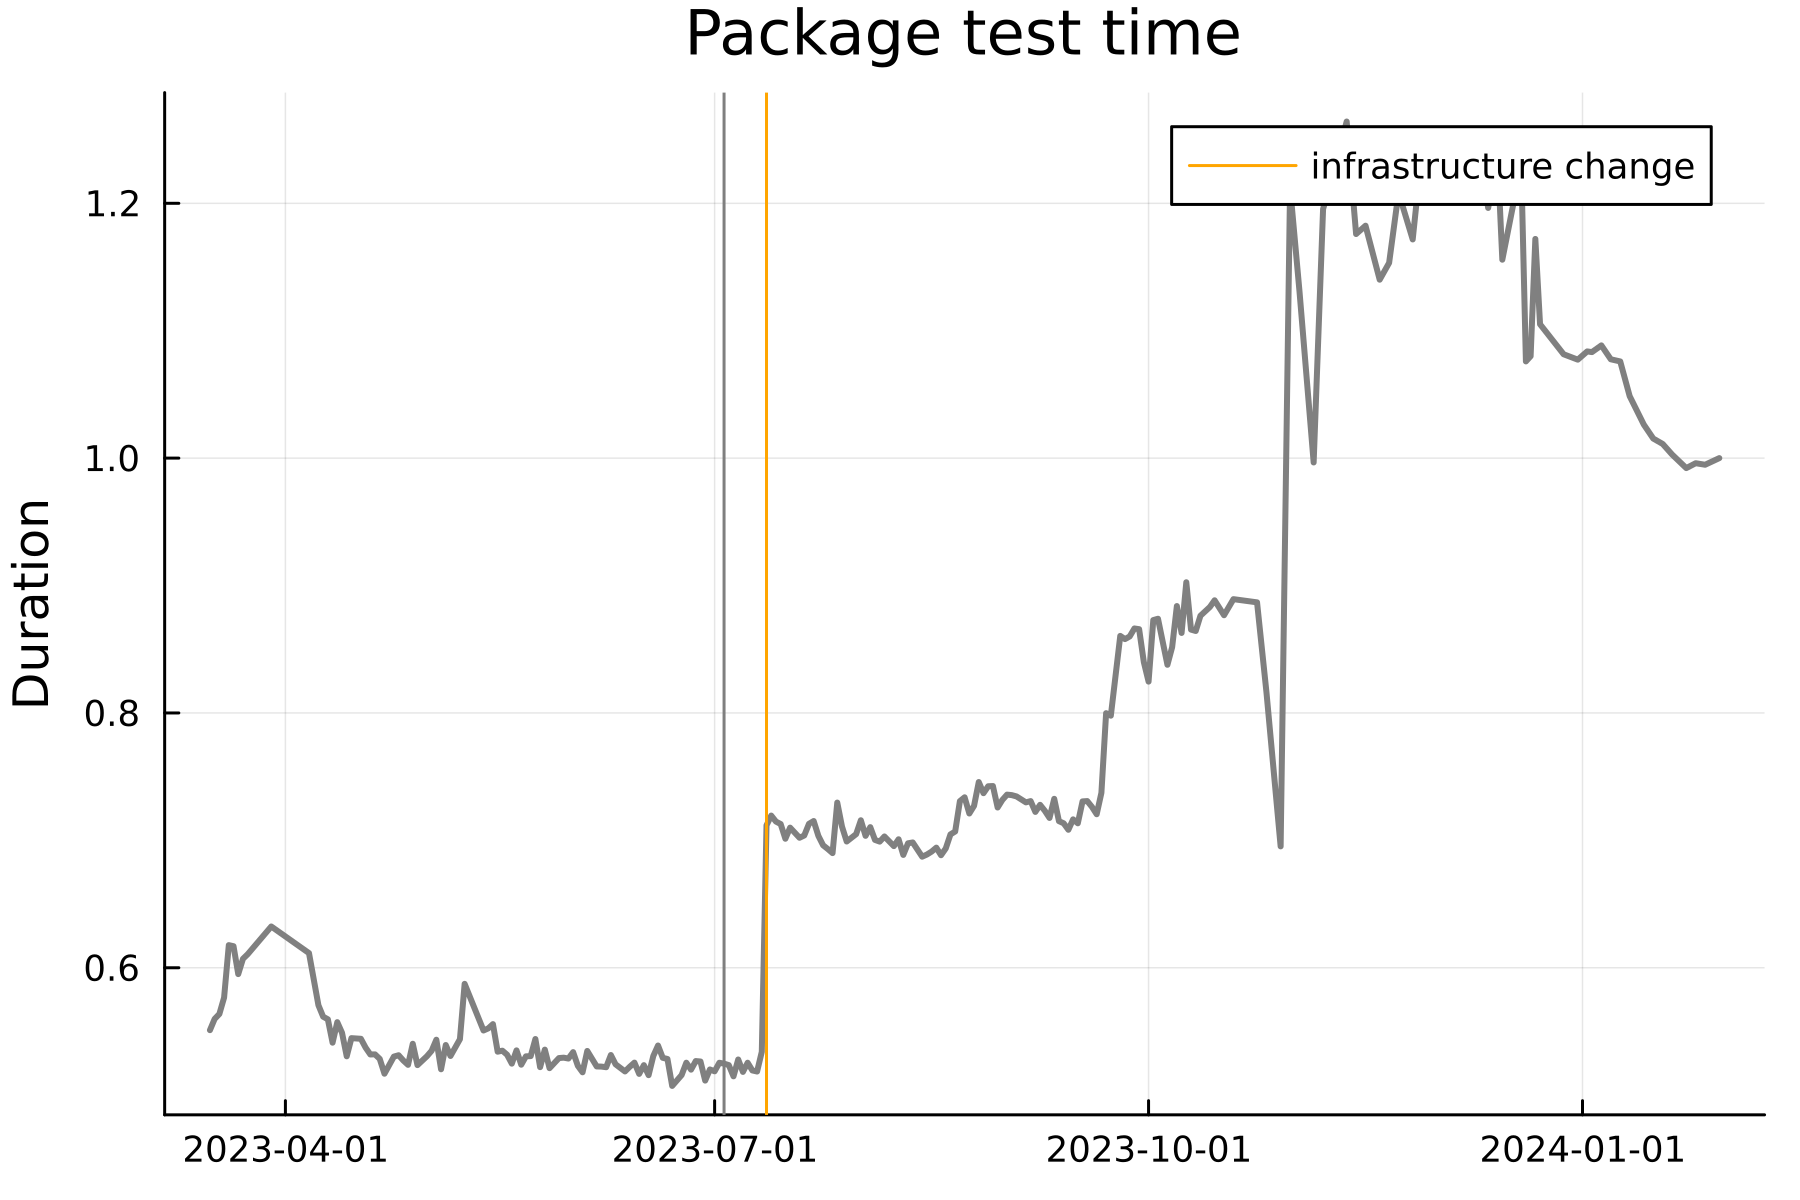 Package test time
infrastructure change
Duration
1.2
1.0
0.8
0.6
2023-04-01 2023-07-01 2023-10-01 2024-01-01